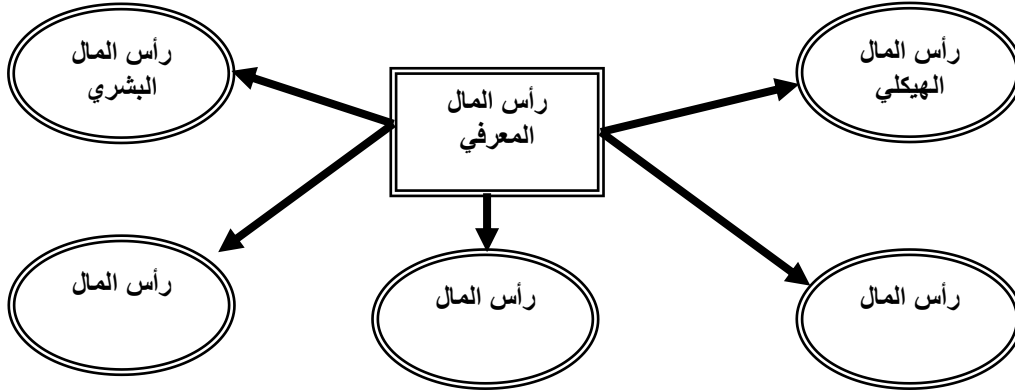 رأس المال
الهيكلي
رأس المال
المعرفي
رأس المال
البشري
رأس المال
رأس المال
رأس المال